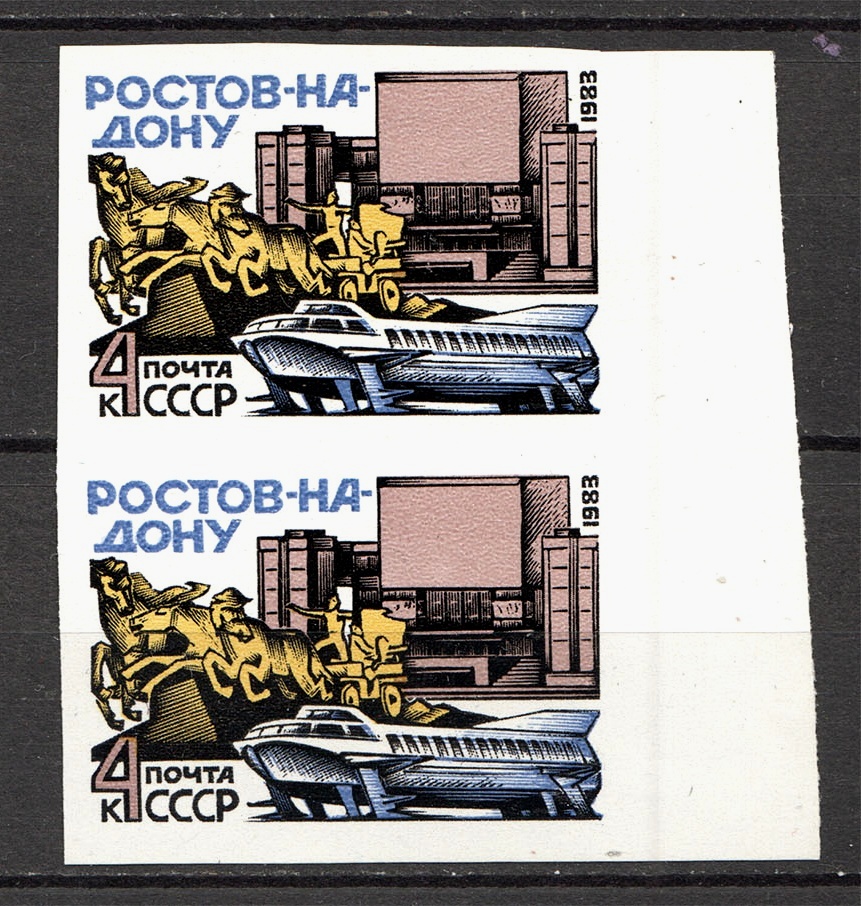 РОСТОВ-НА-
ДОНУ
1983
4
к
ПОЧТА
СССР
РОСТОВ-НА-
ДОНУ
1983
4
к
ПОЧТА
СССР